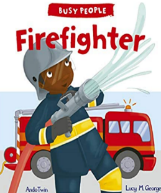 BUSY PEOPLE
Firefighter
AndoTwin
Lucy M. George